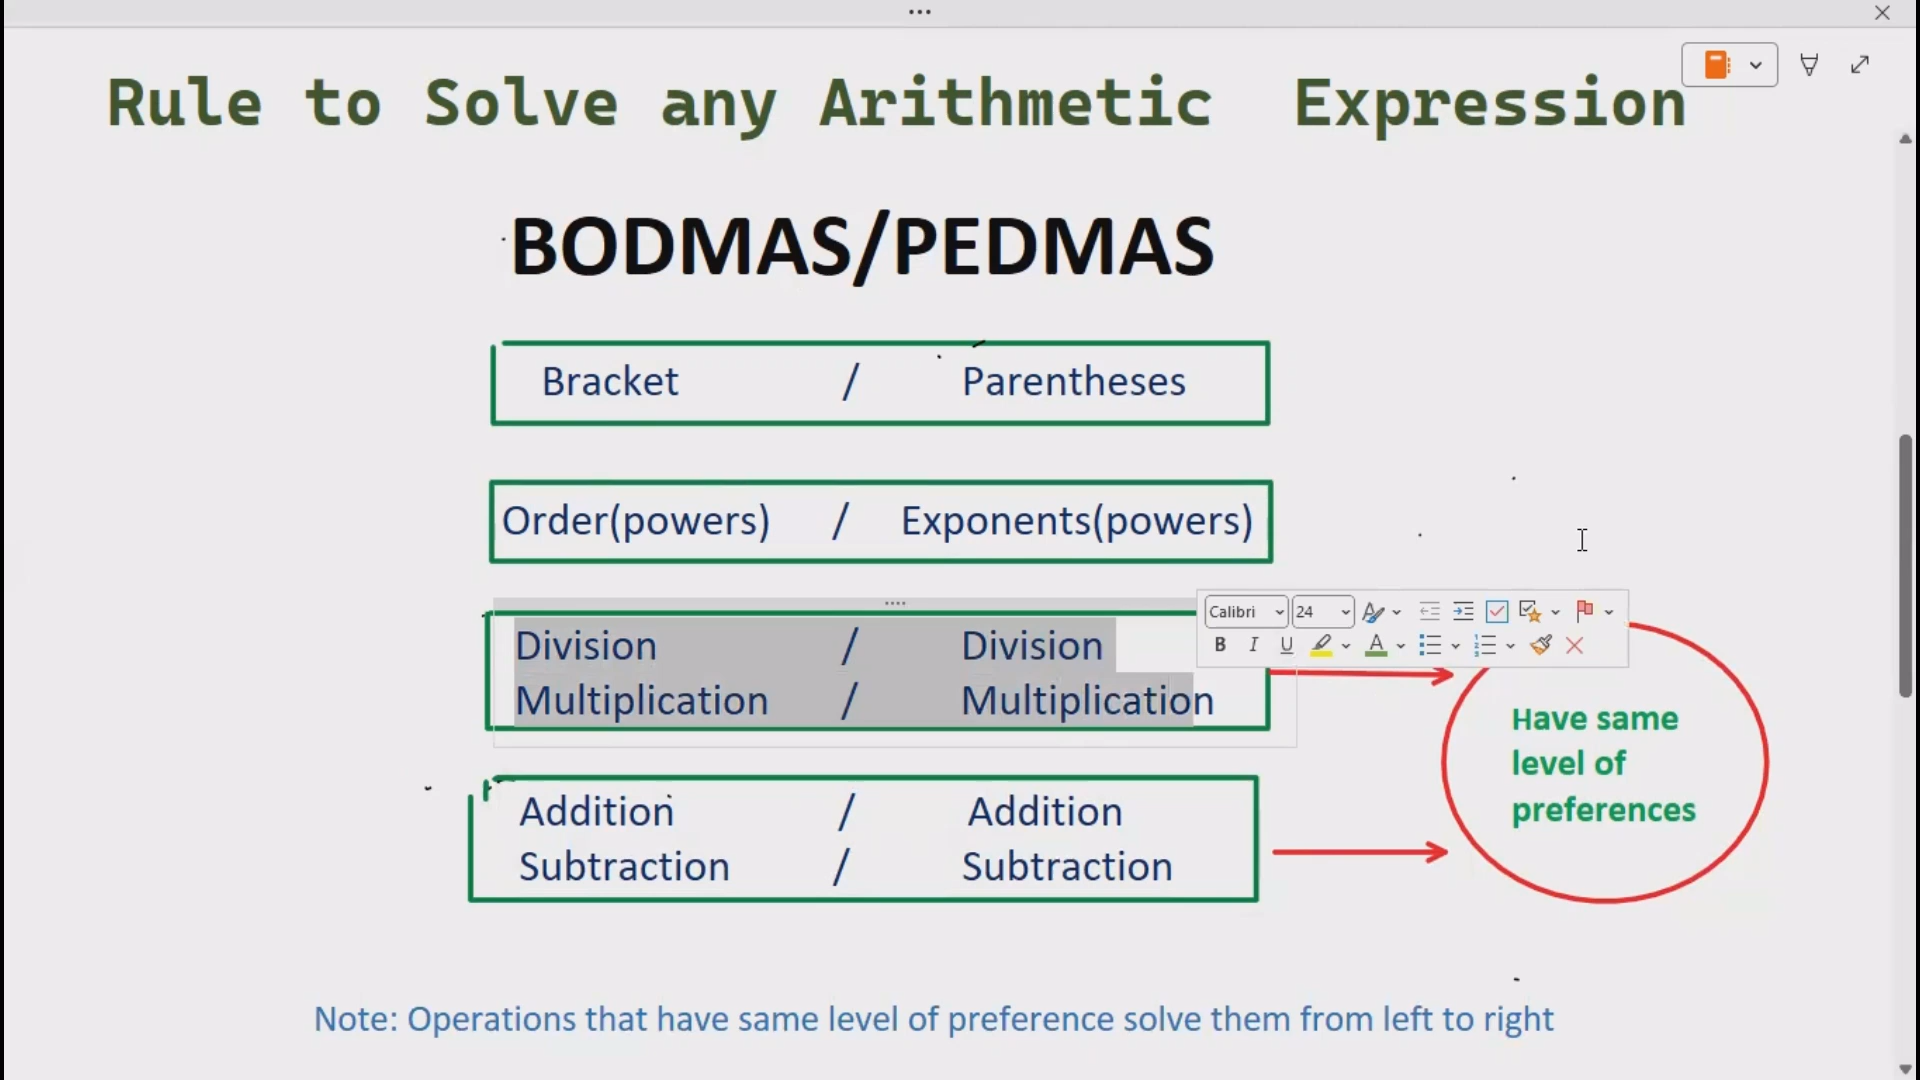 Rule to Solve any Arithmetic Expression
BODMAS/PEDMAS
Bracket / Parentheses
Order(powers) / Exponents(powers)
Calibri 24
B I U A
Division / Division
Multiplication / Multiplication
Have same
level of
preferences
Addition / Addition
Subtraction / Subtraction
Note: Operations that have same level of preference solve them from left to right